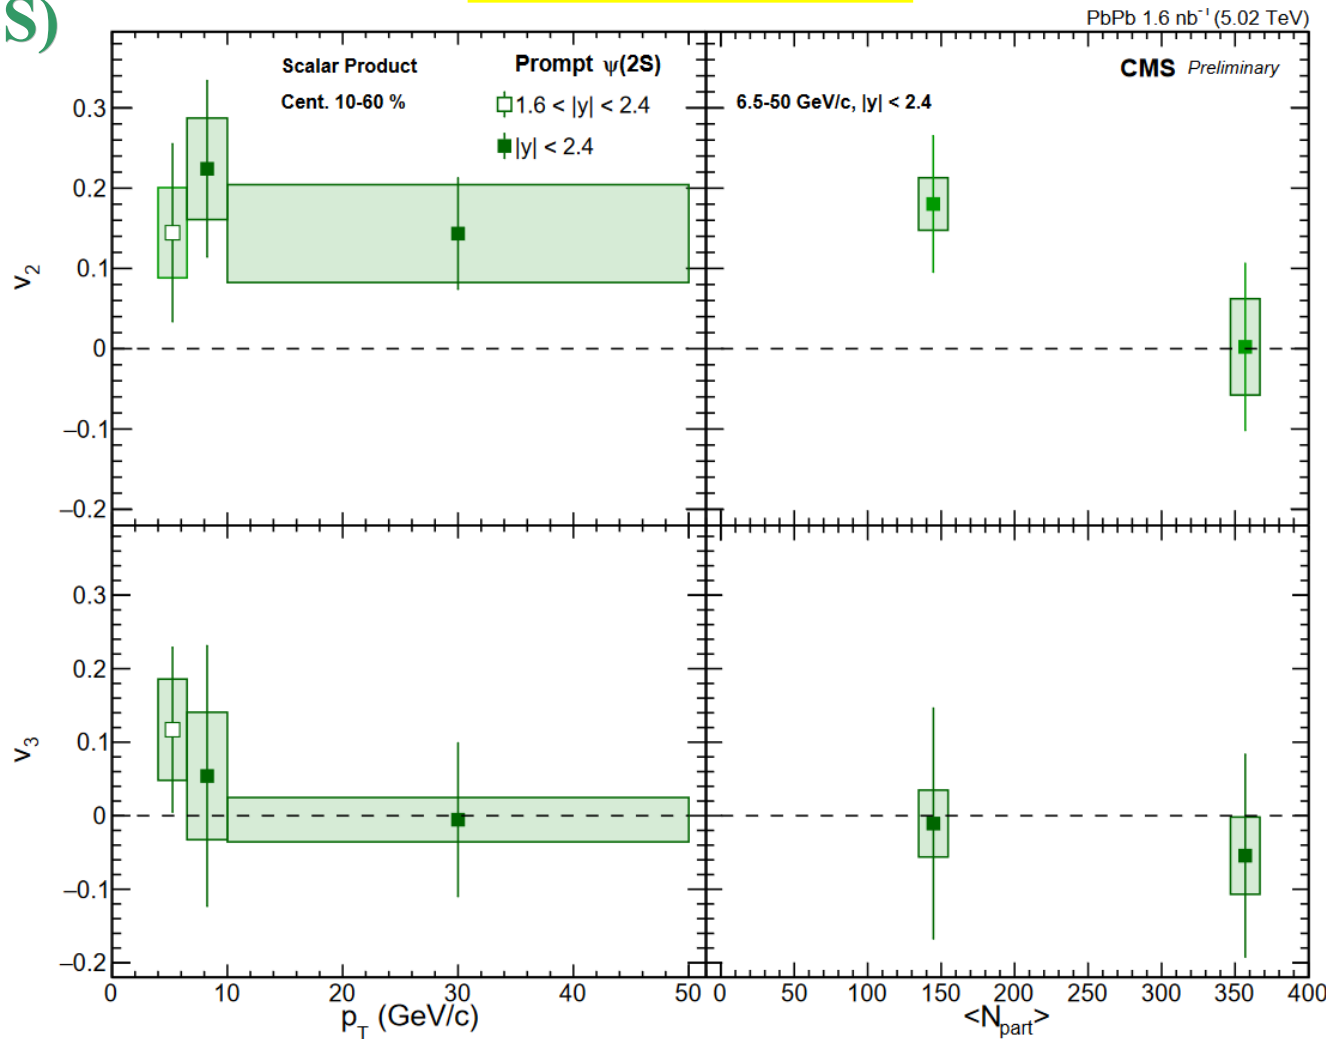 S)
PbPb 1.6 nb⁻¹ (5.02 TeV)
Scalar Product
Cent. 10-60 %
Prompt ψ(2S)
1.6 < |y| < 2.4
|y| < 2.4
CMS Preliminary
6.5-50 GeV/c, |y| < 2.4
v₂
0.3
0.2
0.1
0
−0.1
−0.2
v₃
0.3
0.2
0.1
0
−0.1
−0.2
0 10 20 30 40 50
p_T (GeV/c)
0 50 100 150 200 250 300 350 400
<N_part>